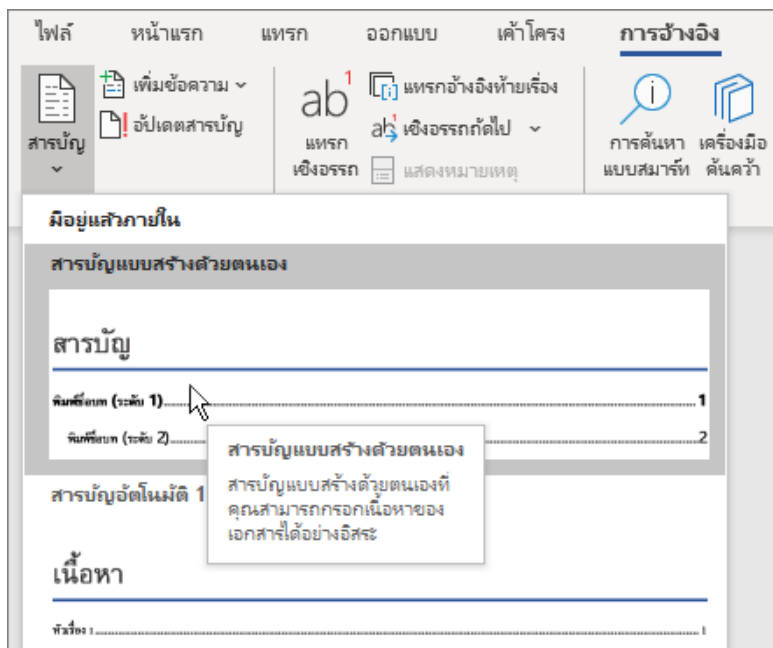 ไฟล์ หน้าแรก แทรก ออกแบบ เค้าโครง การอ้างอิง
สารบัญ
เพิ่มข้อความ
อัปเดตสารบัญ
ab1
แทรก
เชิงอรรถ
แทรกอ้างอิงท้ายเรื่อง
ab เชิงอรรถถัดไป
แสดงหมายเหตุ
การค้นหา
แบบสมาร์ท
เครื่องมือ
ค้นคว้า
มีอยู่แล้วภายใน
สารบัญแบบสร้างด้วยตนเอง
สารบัญ
พิมพ์ชื่อบท (ระดับ 1)........1
พิมพ์ชื่อบท (ระดับ 2)........2
สารบัญแบบสร้างด้วยตนเอง
สารบัญแบบสร้างด้วยตนเองที่
คุณสามารถกรอกเนื้อหาของ
เอกสารได้อย่างอิสระ
สารบัญอัตโนมัติ 1
เนื้อหา
หัวเรื่อง 1........1